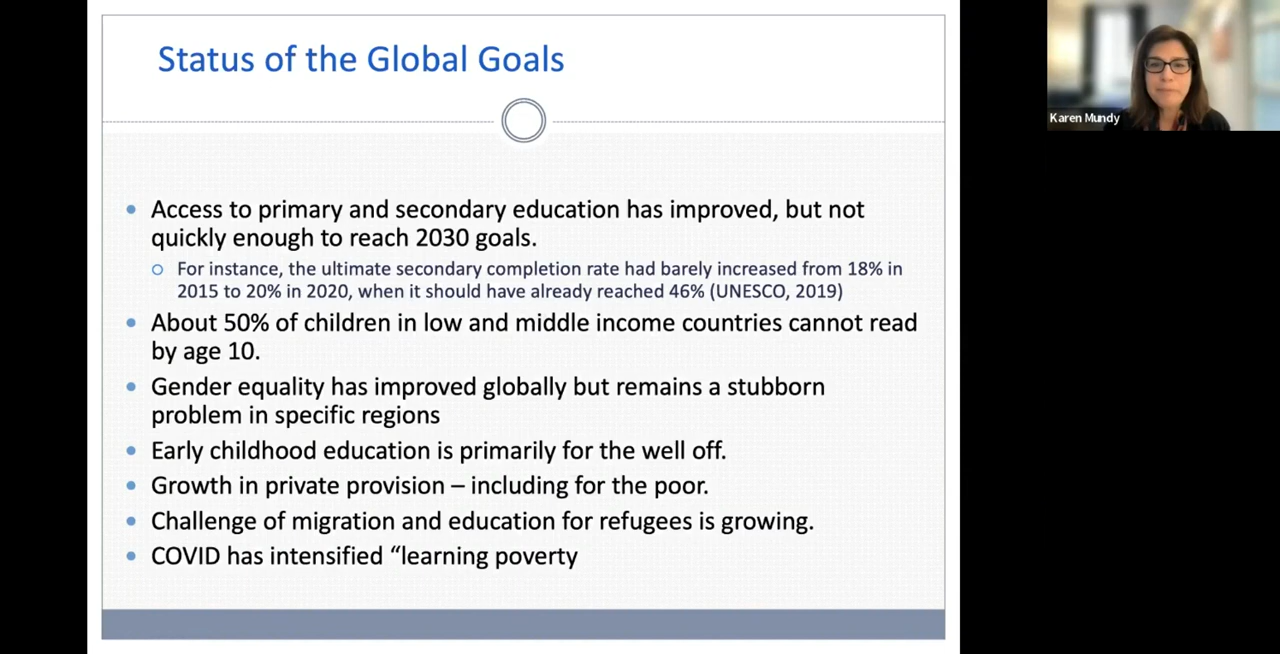 Status of the Global Goals
Karen Mundy
Access to primary and secondary education has improved, but not
quickly enough to reach 2030 goals.
For instance, the ultimate secondary completion rate had barely increased from 18% in
2015 to 20% in 2020, when it should have already reached 46% (UNESCO, 2019)
About 50% of children in low and middle income countries cannot read
by age 10.
Gender equality has improved globally but remains a stubborn
problem in specific regions
Early childhood education is primarily for the well off.
Growth in private provision – including for the poor.
Challenge of migration and education for refugees is growing.
COVID has intensified “learning poverty